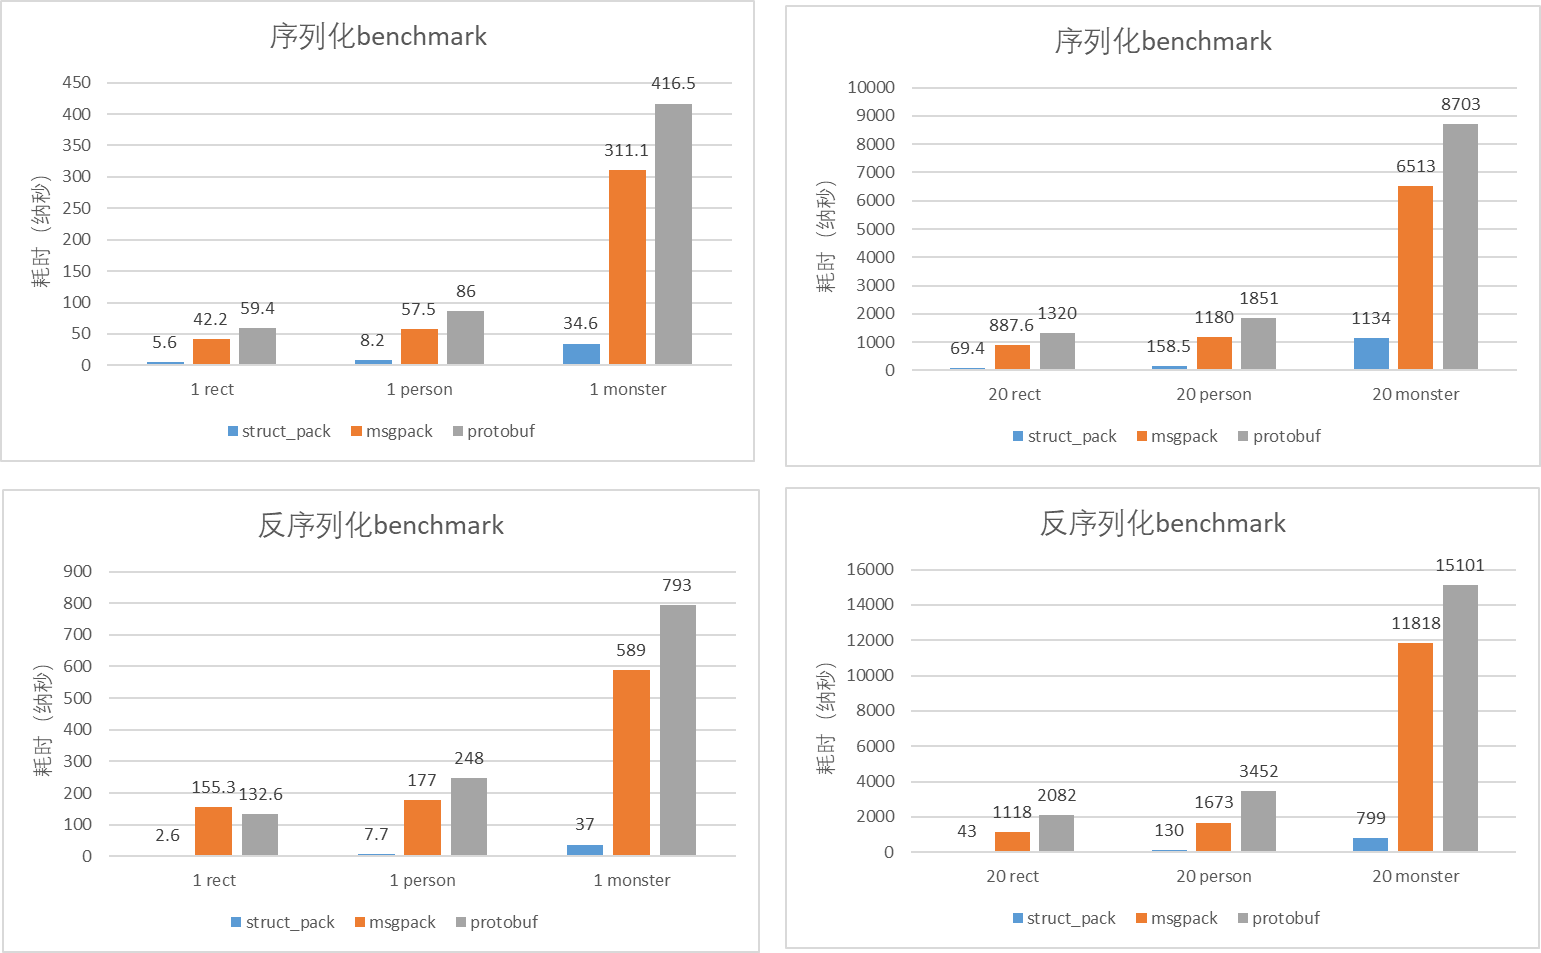 序列化benchmark
耗时（纳秒）
450
400
350
300
250
200
150
100
50
0
5.6
42.2
59.4
8.2
57.5
86
34.6
311.1
416.5
1 rect
1 person
1 monster
struct_pack
msgpack
protobuf
序列化benchmark
耗时（纳秒）
10000
9000
8000
7000
6000
5000
4000
3000
2000
1000
0
69.4
887.6
1320
158.5
1180
1851
1134
6513
8703
20 rect
20 person
20 monster
struct_pack
msgpack
protobuf
反序列化benchmark
耗时（纳秒）
900
800
700
600
500
400
300
200
100
0
2.6
155.3
132.6
7.7
177
248
37
589
793
1 rect
1 person
1 monster
struct_pack
msgpack
protobuf
反序列化benchmark
耗时（纳秒）
16000
14000
12000
10000
8000
6000
4000
2000
0
43
1118
2082
130
1673
3452
799
11818
15101
20 rect
20 person
20 monster
struct_pack
msgpack
protobuf